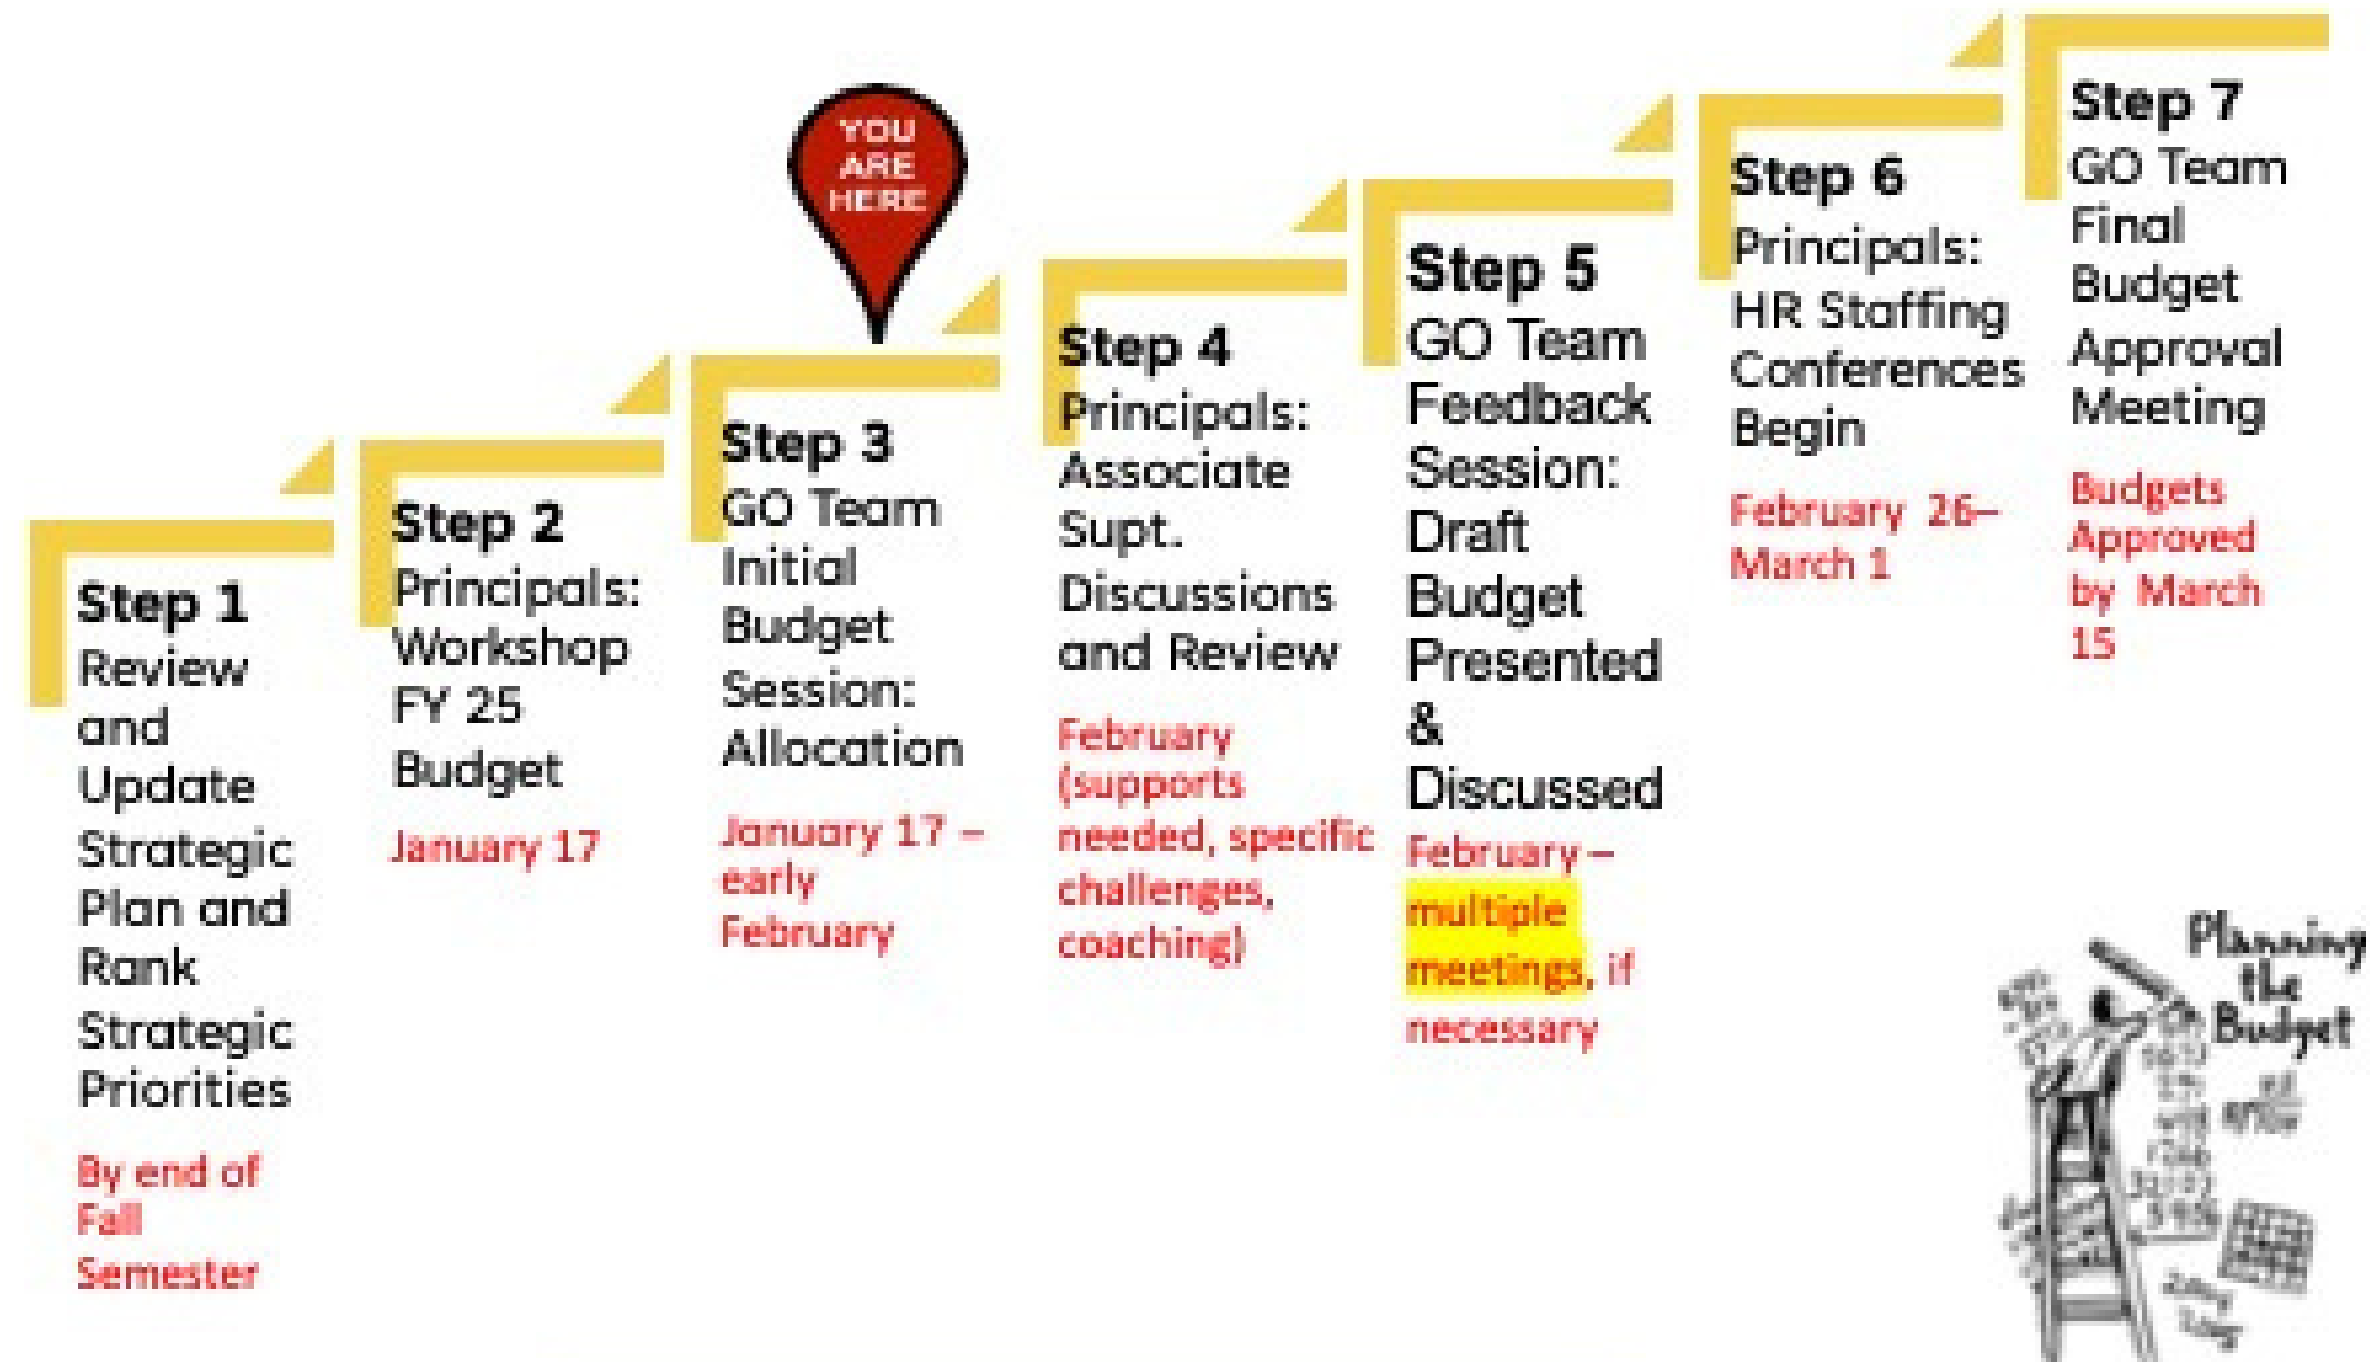 YOU
ARE
HERE
Step 1
Review
and
Update
Strategic
Plan and
Rank
Strategic
Priorities
By end of
Fall
Semester
Step 2
Principals:
Workshop
FY 25
Budget
January 17
Step 3
GO Team
Initial
Budget
Session:
Allocation
January 17 –
early
February
Step 4
Principals:
Associate
Supt.
Discussions
and Review
February
(supports
needed, specific
challenges,
coaching)
Step 5
GO Team
Feedback
Session:
Draft
Budget
Presented
&
Discussed
February –
multiple
meetings, if
necessary
Step 6
Principals:
HR Staffing
Conferences
Begin
February 26–
March 1
Step 7
GO Team
Final
Budget
Approval
Meeting
Budgets
Approved
by March
15
Planning
the
Budget